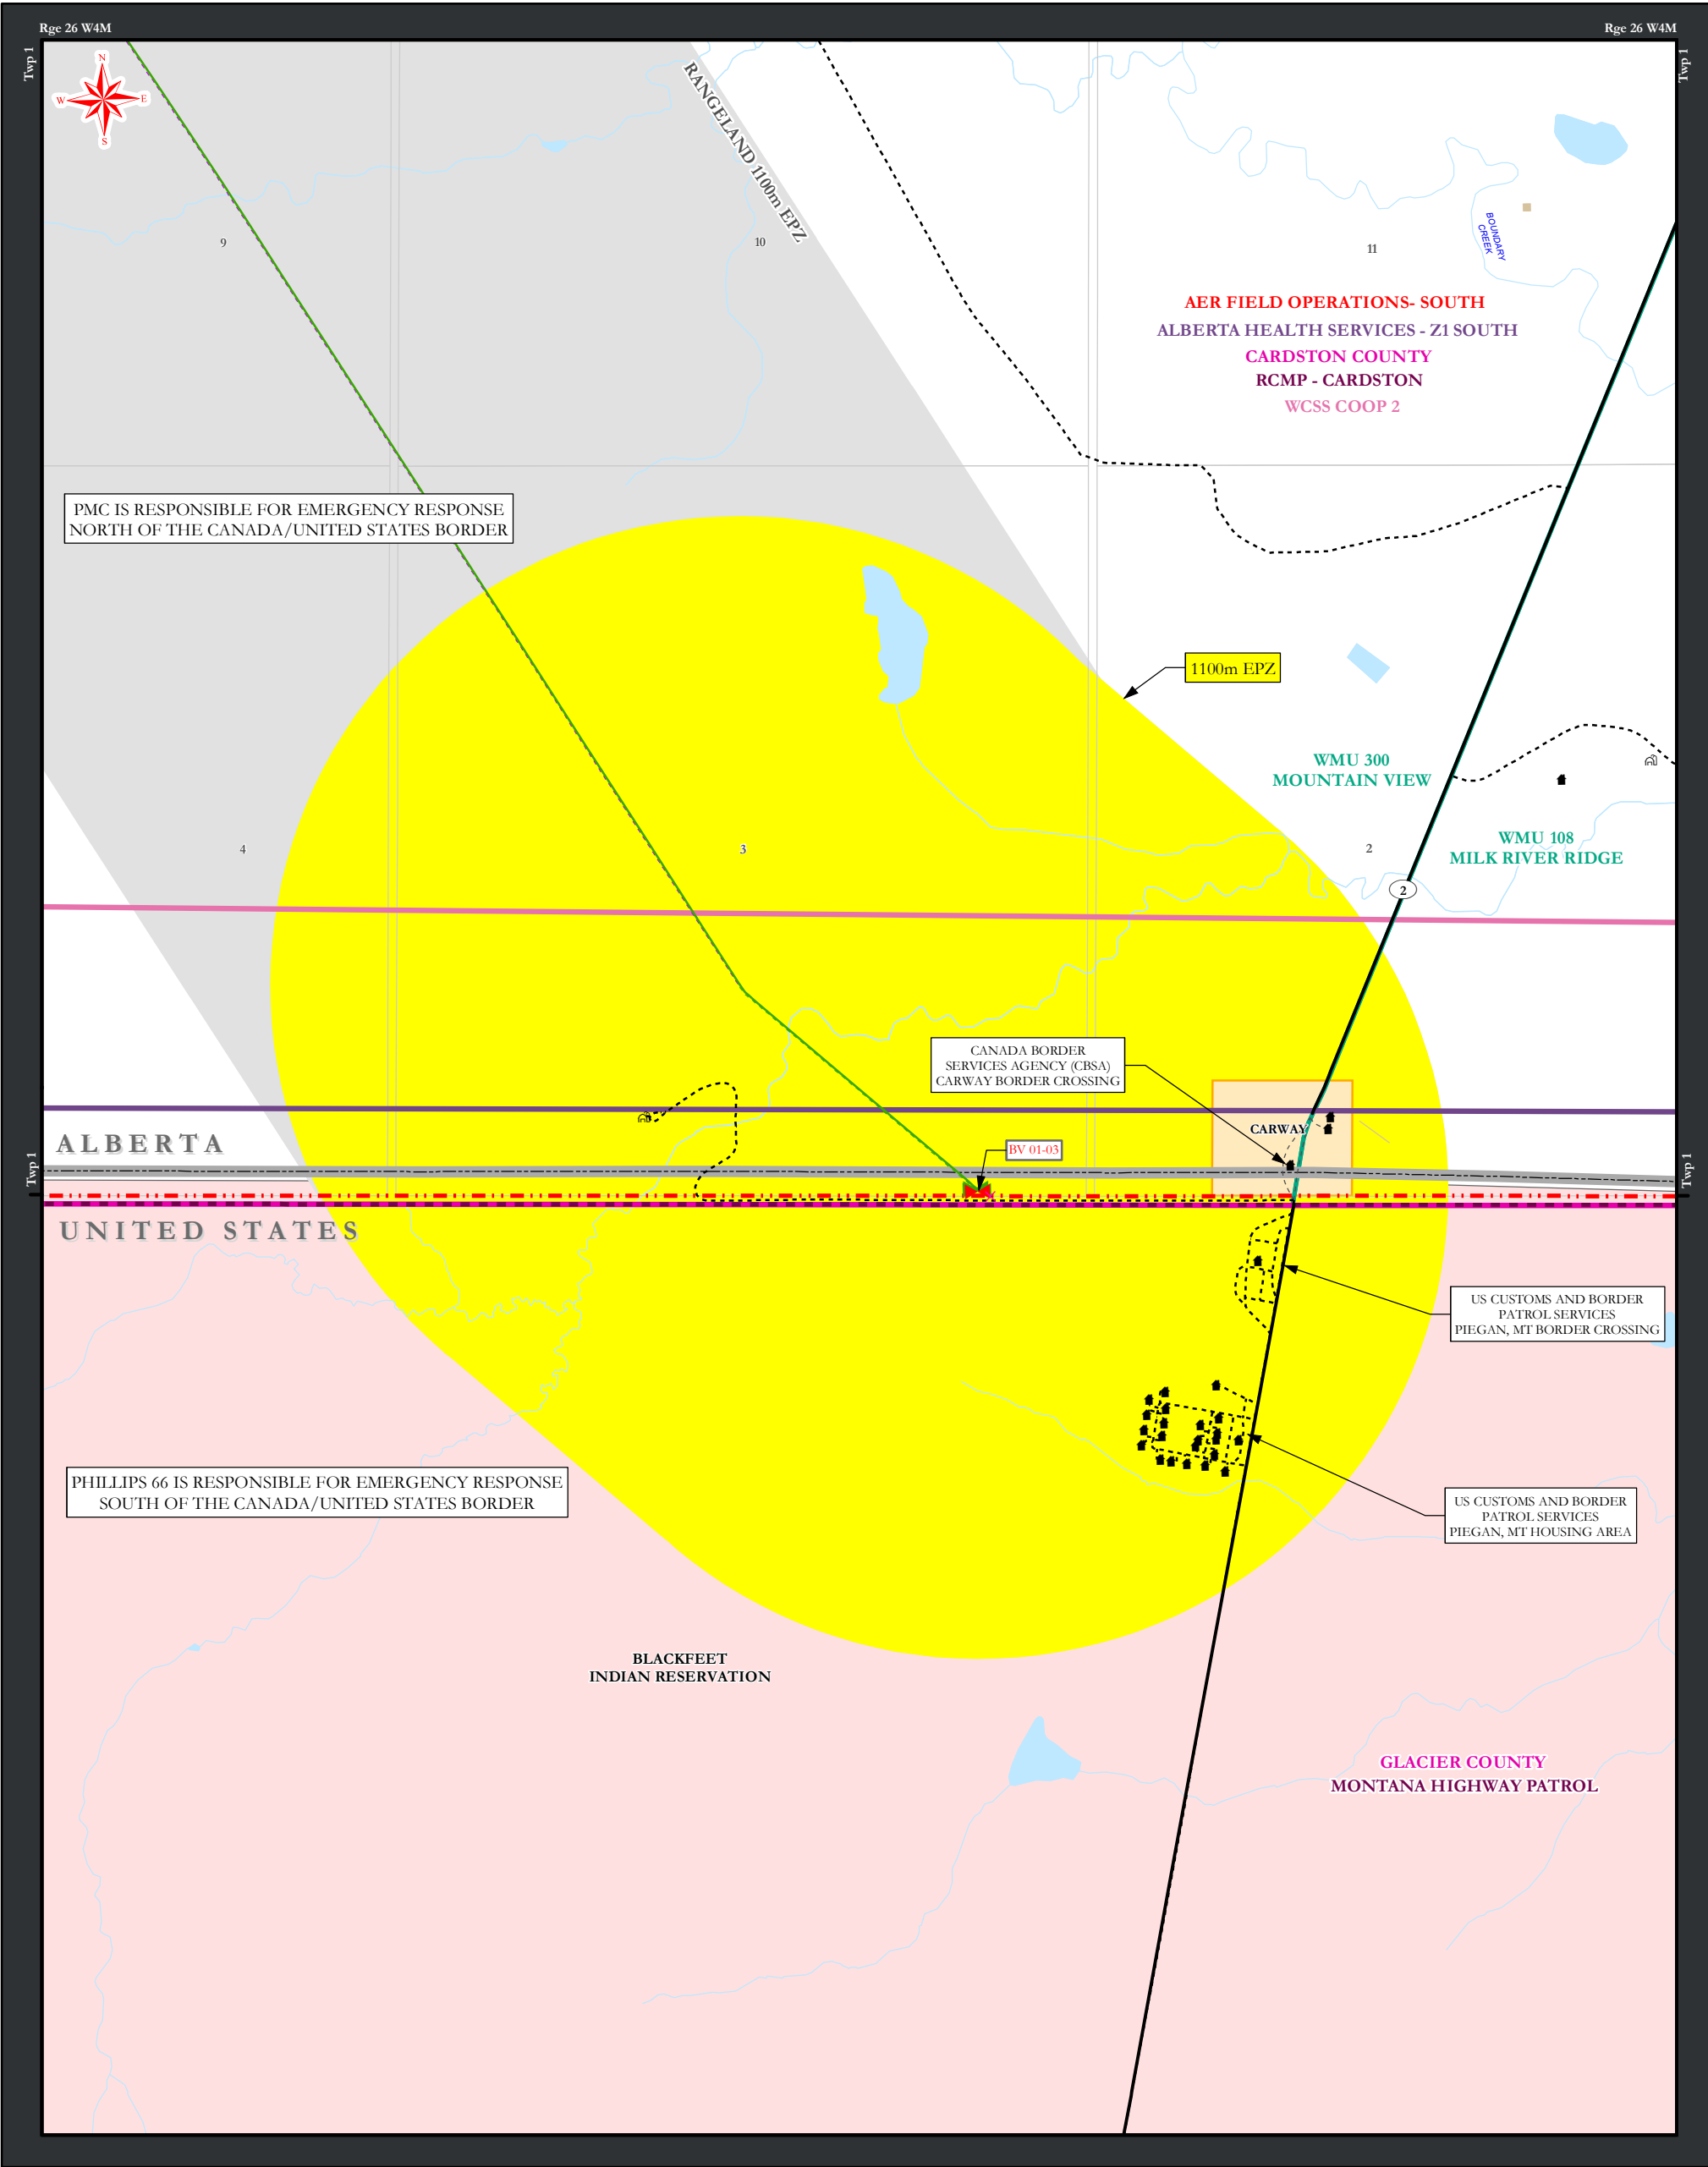 Rge 26 W4M
Rge 26 W4M
Twp 1
Twp 1
N
W
E
S
RANGELAND 1100m EPZ
9
10
11
BOUNDARY
CREEK
AER FIELD OPERATIONS- SOUTH
ALBERTA HEALTH SERVICES - Z1 SOUTH
CARDSTON COUNTY
RCMP - CARDSTON
WCSS COOP 2
PMC IS RESPONSIBLE FOR EMERGENCY RESPONSE
NORTH OF THE CANADA/UNITED STATES BORDER
1100m EPZ
WMU 300
MOUNTAIN VIEW
WMU 108
MILK RIVER RIDGE
4
3
2
2
CANADA BORDER
SERVICES AGENCY (CBSA)
CARWAY BORDER CROSSING
CARWAY
ALBERTA
BV 01-03
Twp 1
Twp 1
UNITED STATES
US CUSTOMS AND BORDER
PATROL SERVICES
PIEGAN, MT BORDER CROSSING
PHILLIPS 66 IS RESPONSIBLE FOR EMERGENCY RESPONSE
SOUTH OF THE CANADA/UNITED STATES BORDER
US CUSTOMS AND BORDER
PATROL SERVICES
PIEGAN, MT HOUSING AREA
BLACKFEET
INDIAN RESERVATION
GLACIER COUNTY
MONTANA HIGHWAY PATROL